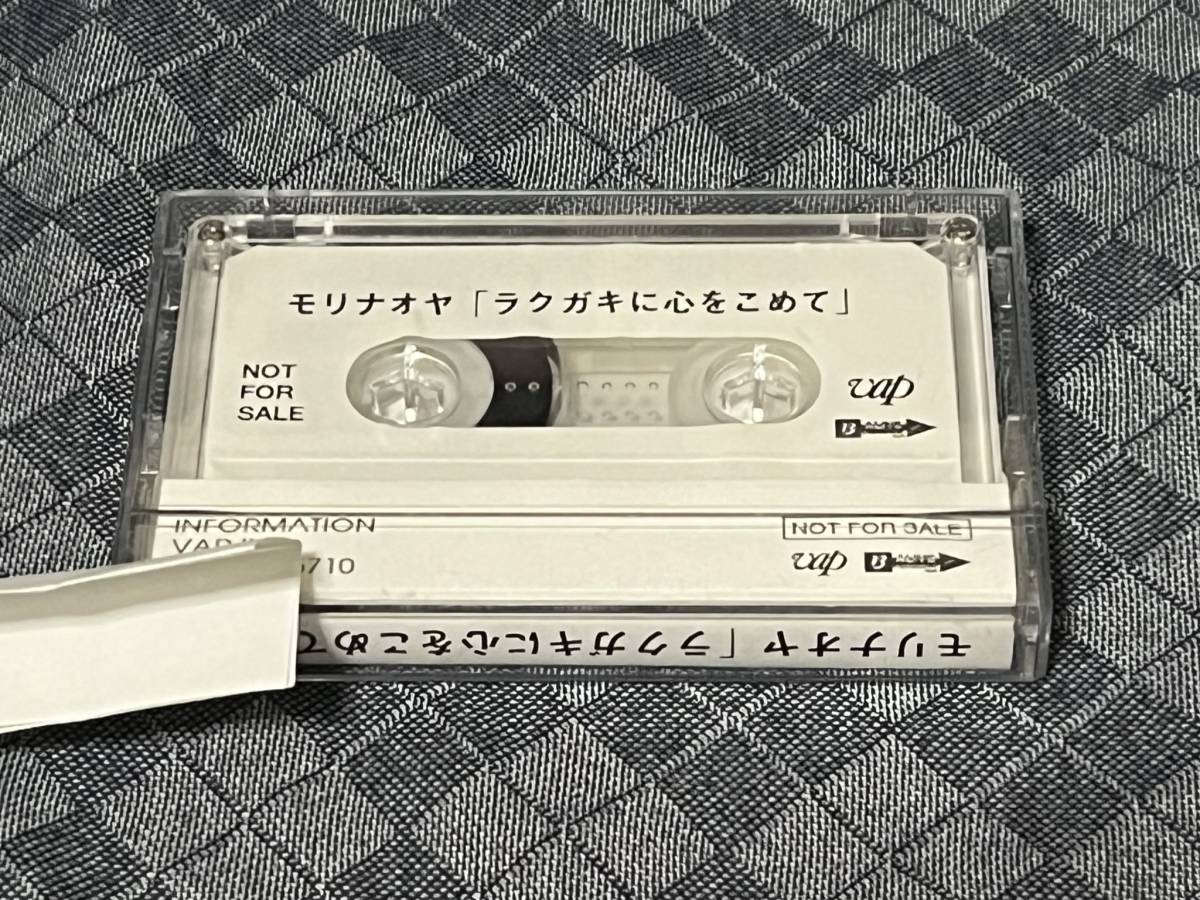 モリナオヤ「ラクガキに心をこめて」
NOT
FOR
SALE
vap
B
INFORMATION
NOT FOR SALE
VAP
710
vap
B
モリナオヤ「ラクガキに心をこめて